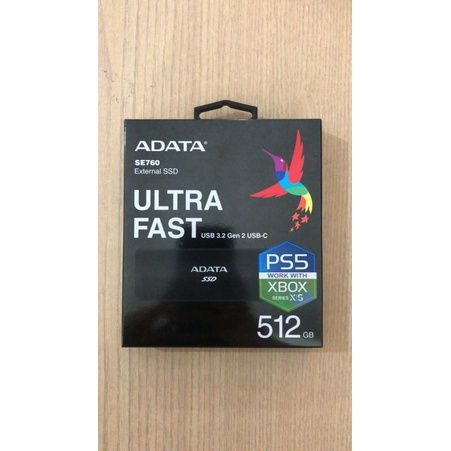 ADATA
SE760
External SSD
ULTRA
FAST USB 3.2 Gen 2 USB-C
ADATA
SSD
PS5
WORK WITH
XBOX
SERIES X|S
512 GB